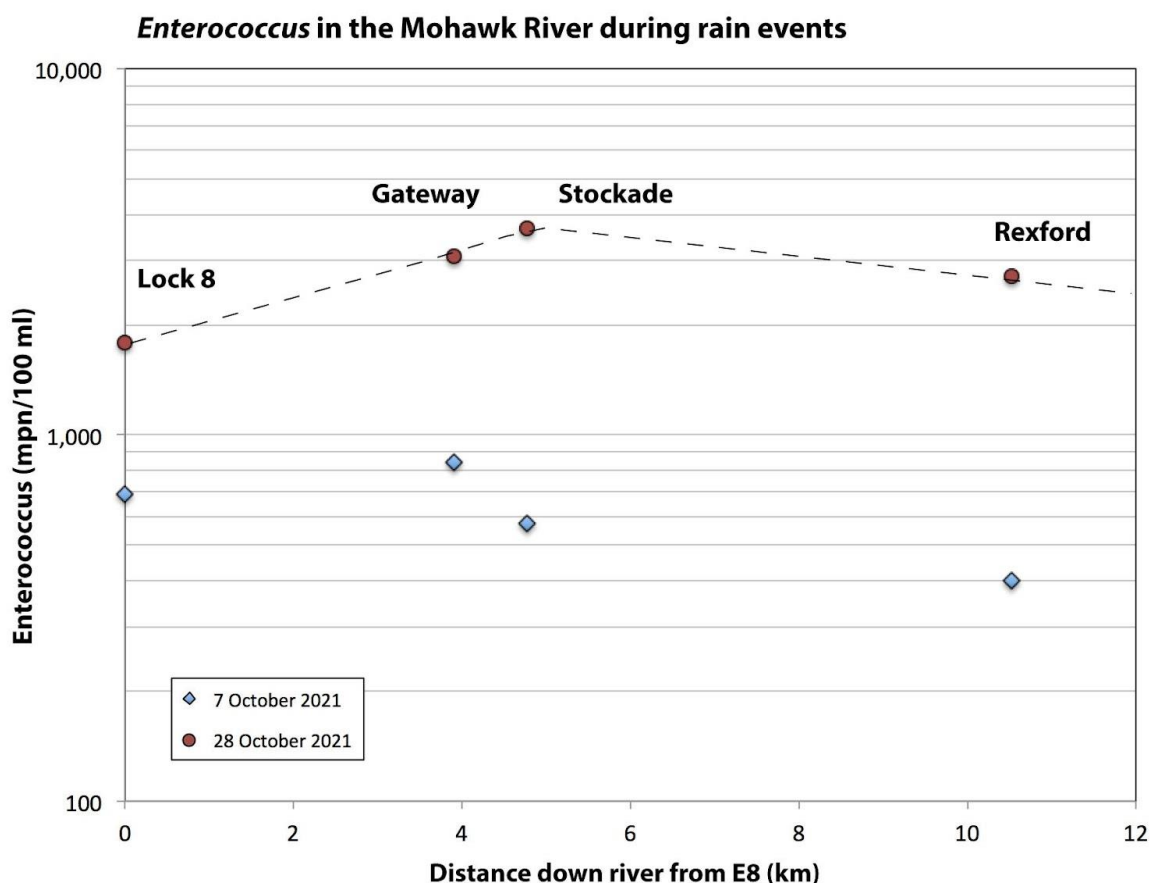 Enterococcus in the Mohawk River during rain events
10,000
Gateway
Stockade
Rexford
Lock 8
Enterococcus (mpn/100 ml)
1,000
7 October 2021
28 October 2021
100
0 2 4 6 8 10 12
Distance down river from E8 (km)